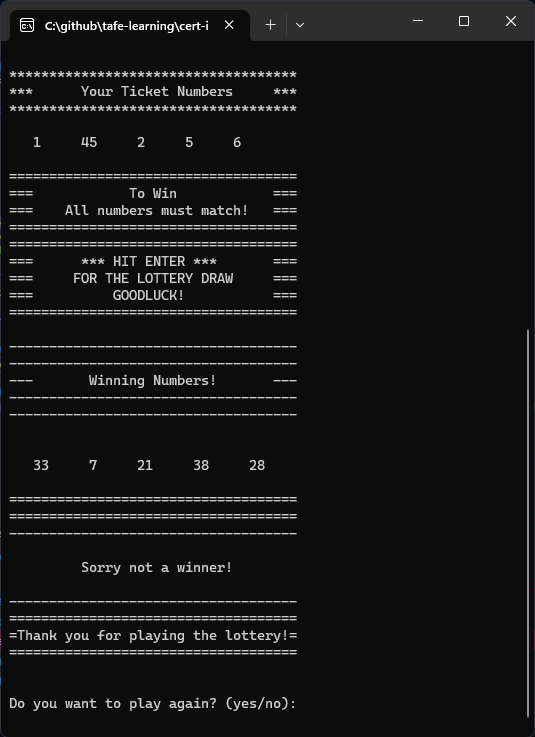 C:\github\tafe-learning\cert-i
*************************************
*** Your Ticket Numbers ***
*************************************
1 45 2 5 6
====================================
=== To Win ===
=== All numbers must match! ===
====================================
====================================
=== *** HIT ENTER *** ===
=== FOR THE LOTTERY DRAW ===
=== GOODLUCK! ===
====================================
------------------------------------
------------------------------------
--- Winning Numbers! ---
------------------------------------
------------------------------------
33 7 21 38 28
====================================
====================================
------------------------------------
Sorry not a winner!
------------------------------------
====================================
=Thank you for playing the lottery!=
====================================
Do you want to play again? (yes/no):